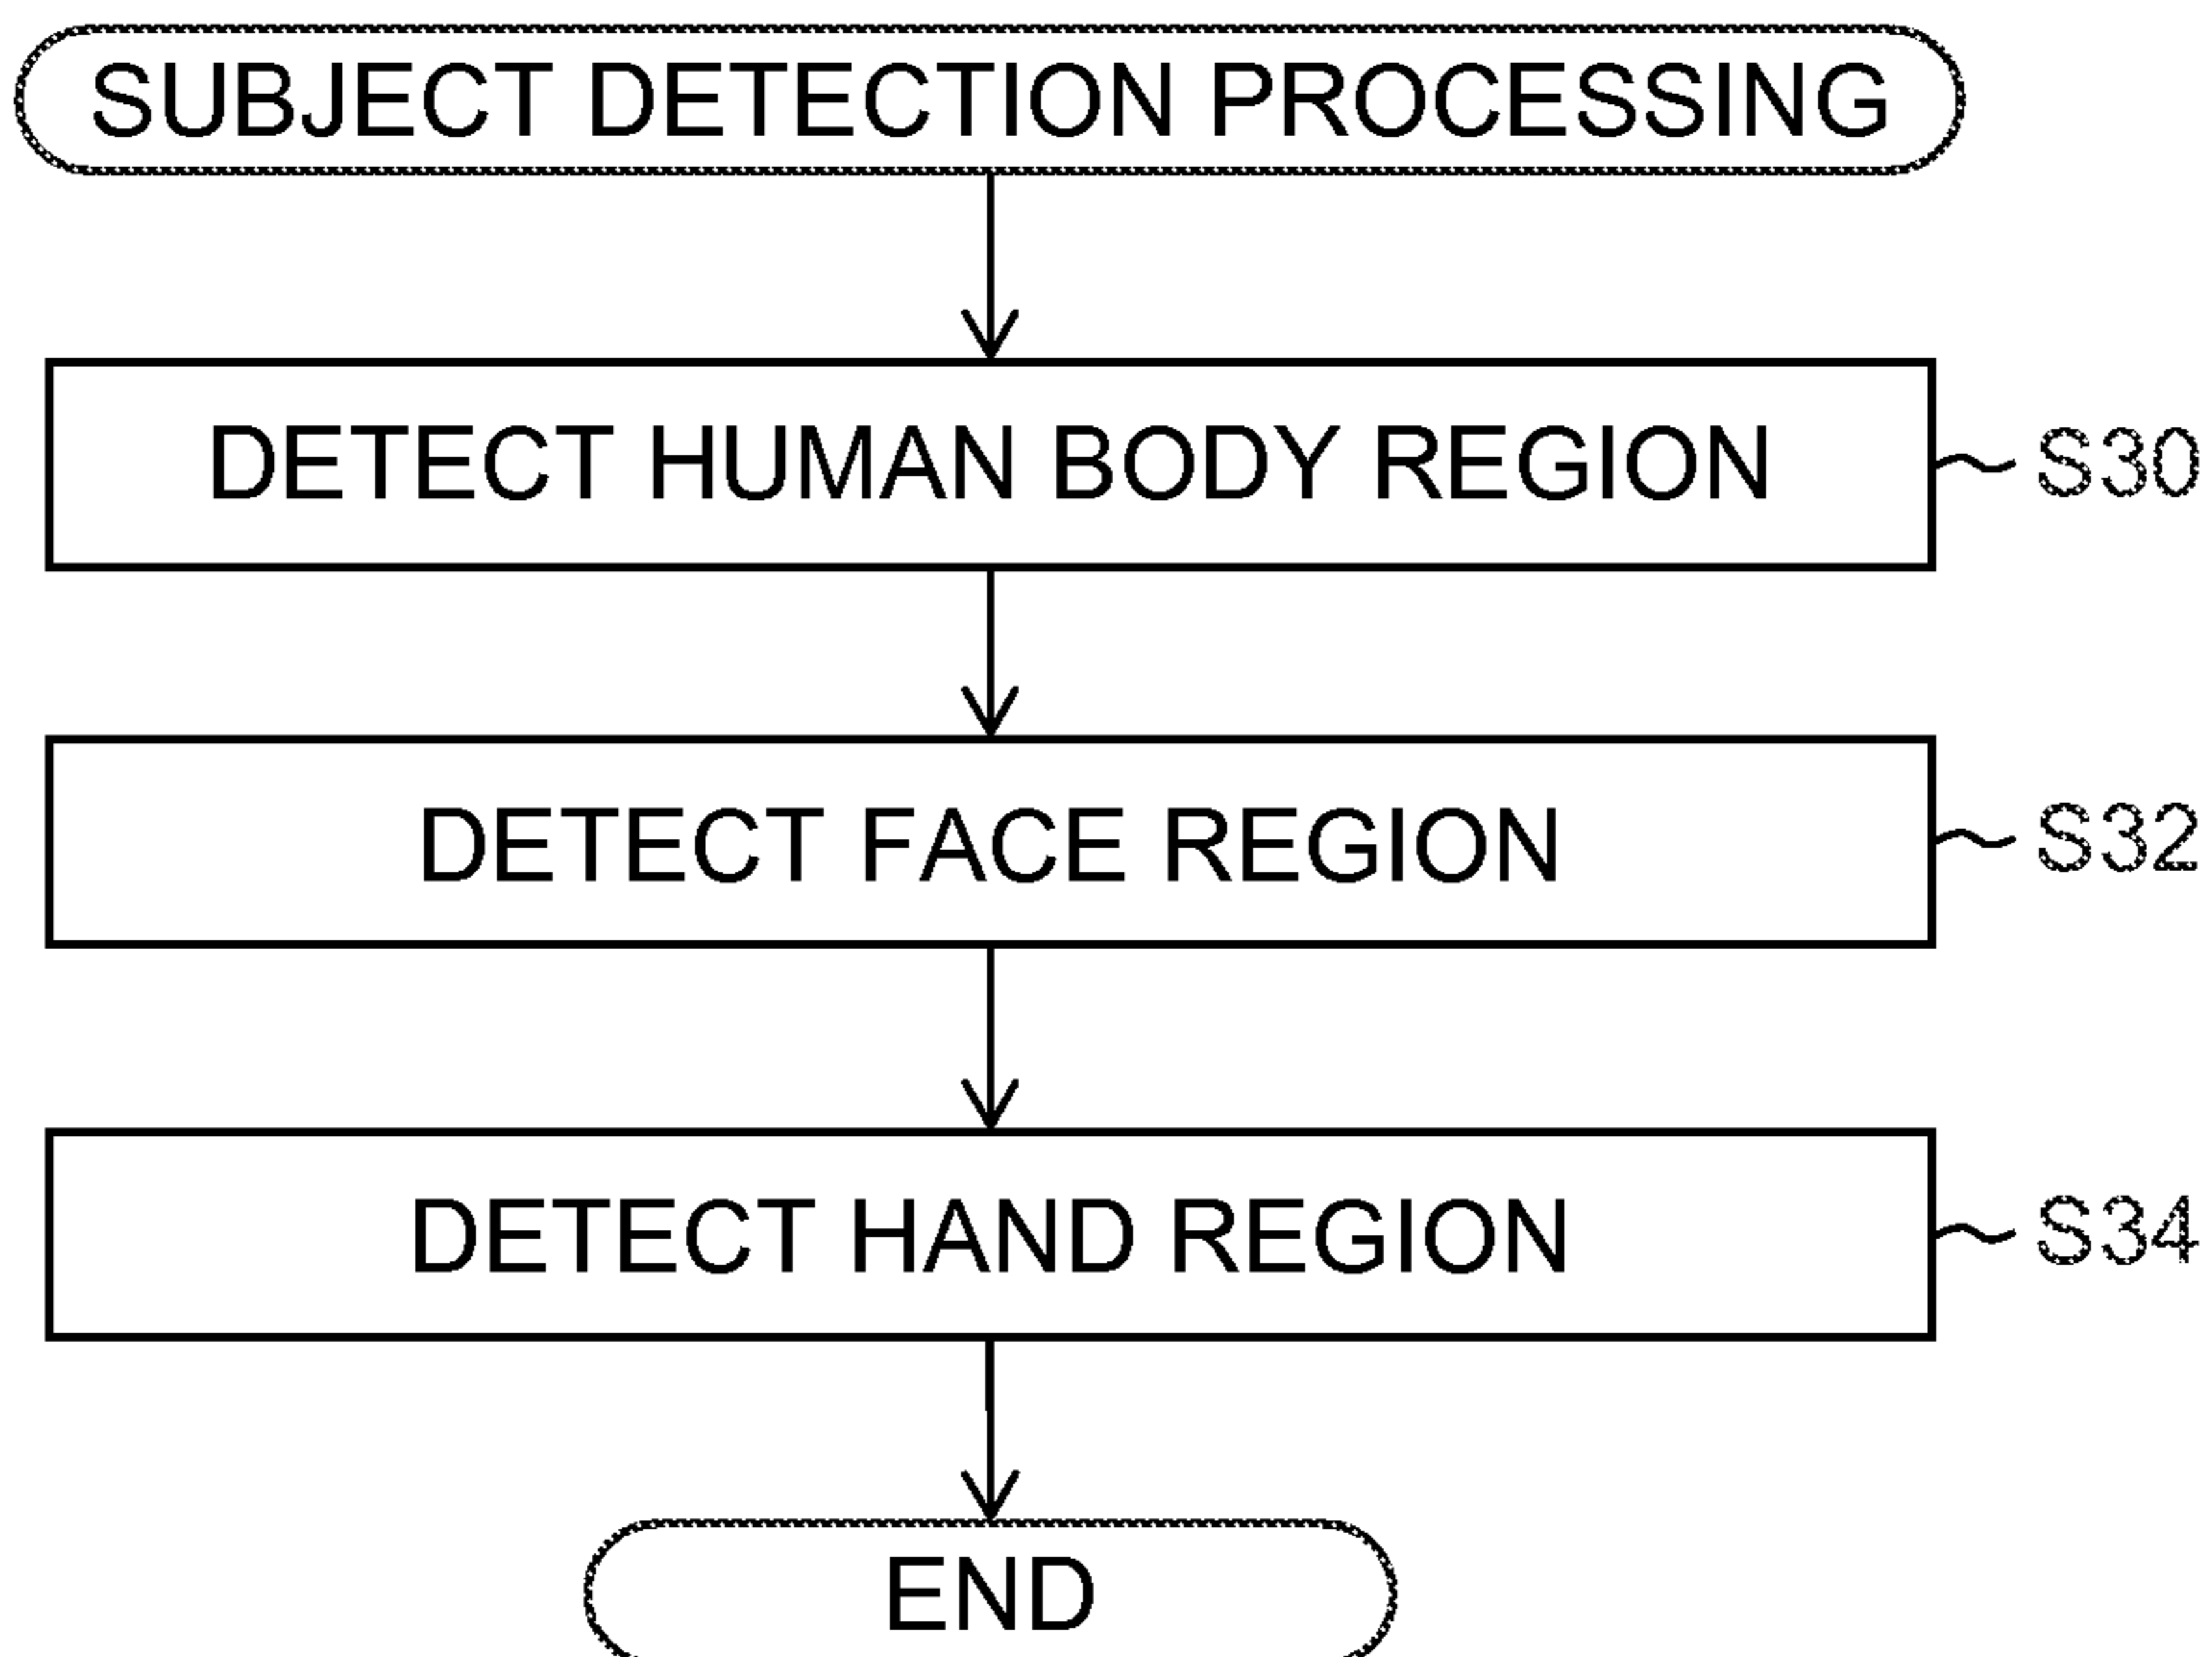 SUBJECT DETECTION PROCESSING
DETECT HUMAN BODY REGION
S30
DETECT FACE REGION
S32
DETECT HAND REGION
S34
END